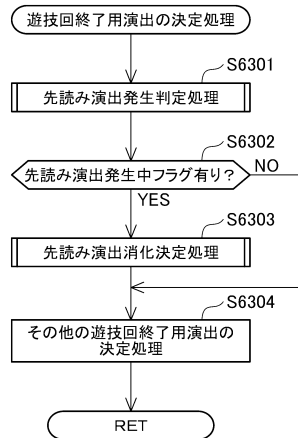 遊技回終了用演出の決定処理
S6301
先読み演出発生判定処理
S6302
先読み演出発生中フラグ有り？
NO
YES
S6303
先読み演出消化決定処理
S6304
その他の遊技回終了用演出の
決定処理
RET